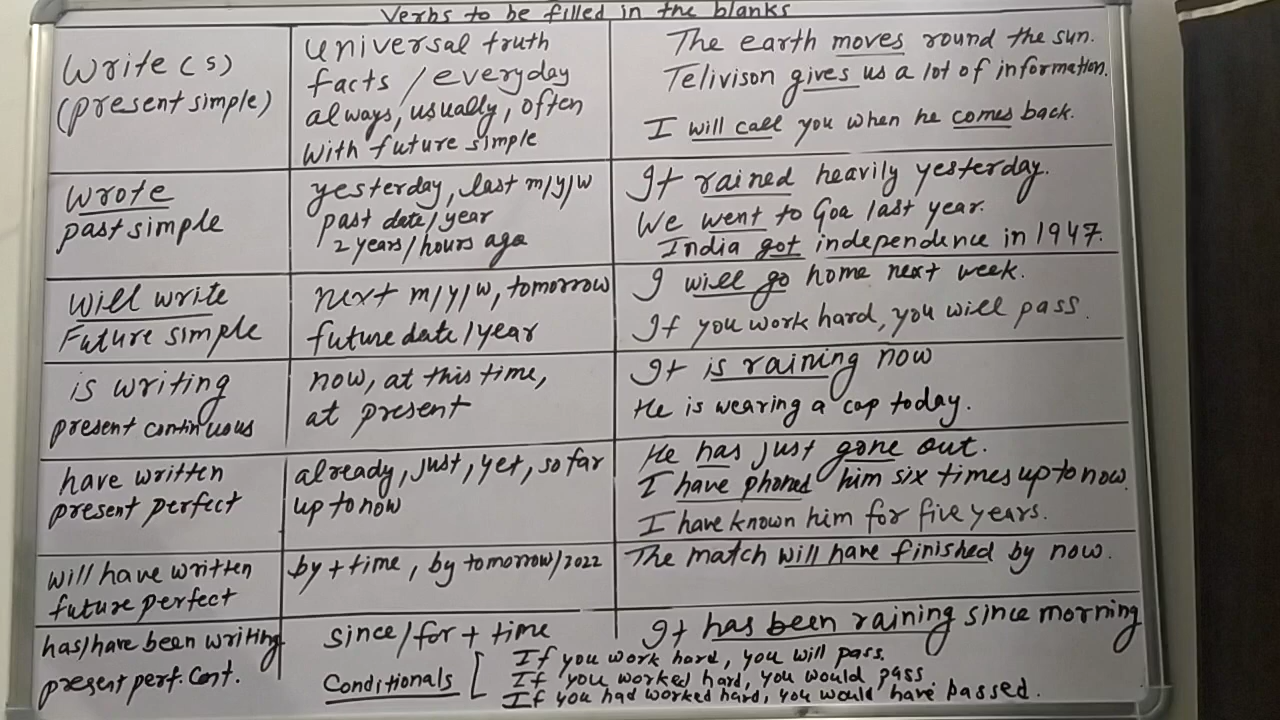 Verbs to be filled in the blanks
Write (s)
(present simple)
universal truth
facts / everyday
always, usually, often
with future simple
The earth moves round the sun.
Telivison gives us a lot of information.
I will call you when he comes back.
Wrote
past simple
yesterday, last m/y/w
past date/year
2 years/hours ago
It rained heavily yesterday.
We went to Goa last year.
India got independence in 1947.
will write
Future simple
next m/y/w, tomorrow
future date/year
I will go home next week.
If you work hard, you will pass.
is writing
present continuous
now, at this time,
at present
It is raining now
He is wearing a cap today.
have written
present perfect
already, just, yet, so far
up to now
He has just gone out.
I have phoned him six times up to now.
I have known him for five years.
will have written
future perfect
by + time, by tomorrow/2022
The match will have finished by now.
has/have been writing
present perf. cont.
since/for + time
It has been raining since morning
Conditionals
If you work hard, you will pass.
If you worked hard, you would pass.
If you had worked hard, you would have passed.